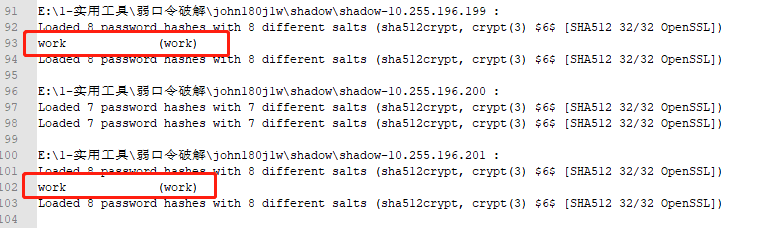 91 E:\1-实用工具\弱口令破解\john180j1w\shadow\shadow-10.255.196.199 :
92 Loaded 8 password hashes with 8 different salts (sha512crypt, crypt(3) $6$ [SHA512 32/32 OpenSSL])
93 work (work)
94 Loaded 8 password hashes with 8 different salts (sha512crypt, crypt(3) $6$ [SHA512 32/32 OpenSSL])
95
96 E:\1-实用工具\弱口令破解\john180j1w\shadow\shadow-10.255.196.200 :
97 Loaded 7 password hashes with 7 different salts (sha512crypt, crypt(3) $6$ [SHA512 32/32 OpenSSL])
98 Loaded 7 password hashes with 7 different salts (sha512crypt, crypt(3) $6$ [SHA512 32/32 OpenSSL])
99
100 E:\1-实用工具\弱口令破解\john180j1w\shadow\shadow-10.255.196.201 :
101 Loaded 8 password hashes with 8 different salts (sha512crypt, crypt(3) $6$ [SHA512 32/32 OpenSSL])
102 work (work)
103 Loaded 8 password hashes with 8 different salts (sha512crypt, crypt(3) $6$ [SHA512 32/32 OpenSSL])
104